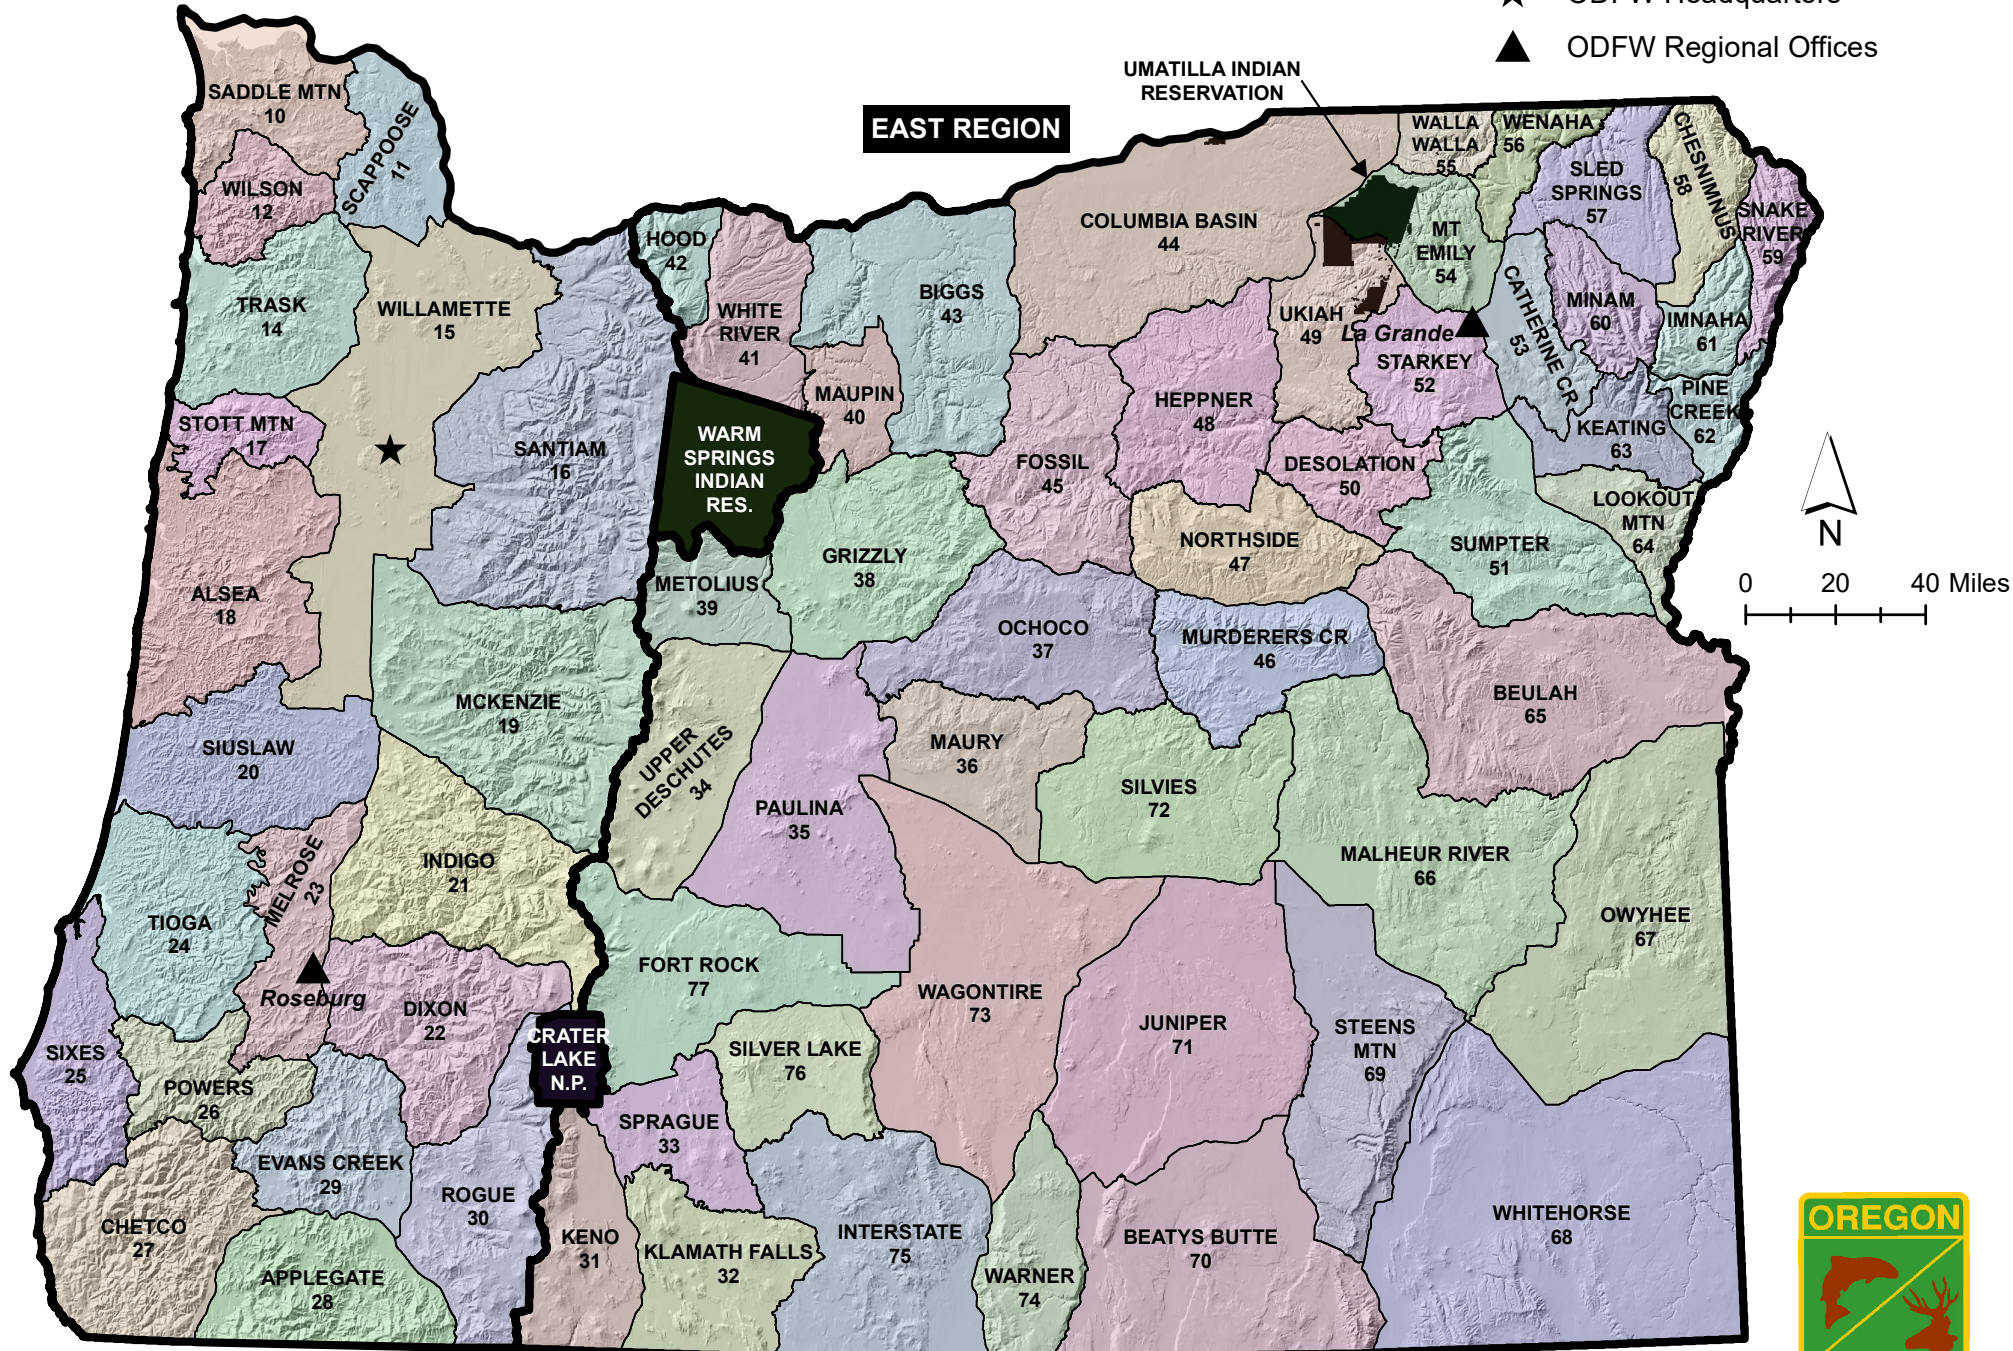 ODFW Headquarters
ODFW Regional Offices
UMATILLA INDIAN
RESERVATION
EAST REGION
SADDLE MTN
10
SCAPPOOSE
11
WILSON
12
TRASK
14
WILLAMETTE
15
SANTIAM
16
STOTT MTN
17
ALSEA
18
MCKENZIE
19
SIUSLAW
20
INDIGO
21
DIXON
22
MELROSE
23
TIOGA
24
Roseburg
SIXES
25
POWERS
26
CHETCO
27
APPLEGATE
28
EVANS CREEK
29
ROGUE
30
CRATER
LAKE
N.P.
KENO
31
KLAMATH FALLS
32
SPRAGUE
33
UPPER
DESCHUTES
34
PAULINA
35
MAURY
36
OCHOCO
37
GRIZZLY
38
METOLIUS
39
WARM
SPRINGS
INDIAN
RES.
MAUPIN
40
WHITE
RIVER
41
HOOD
42
BIGGS
43
COLUMBIA BASIN
44
FOSSIL
45
MURDERERS CR
46
NORTHSIDE
47
HEPPNER
48
UKIAH
49
DESOLATION
50
SUMPTER
51
La Grande
STARKEY
52
CATHERINE CR
53
MT
EMILY
54
WALLA
WALLA
55
WENAHA
56
SLED
SPRINGS
57
CHESNIMNUS
58
SNAKE
RIVER
59
MINAM
60
IMNAHA
61
PINE
CREEK
62
KEATING
63
LOOKOUT
MTN
64
BEULAH
65
MALHEUR RIVER
66
OWYHEE
67
WHITEHORSE
68
STEENS
MTN
69
BEATYS BUTTE
70
JUNIPER
71
SILVIES
72
WAGONTIRE
73
WARNER
74
INTERSTATE
75
SILVER LAKE
76
FORT ROCK
77
N
0 20 40 Miles
OREGON